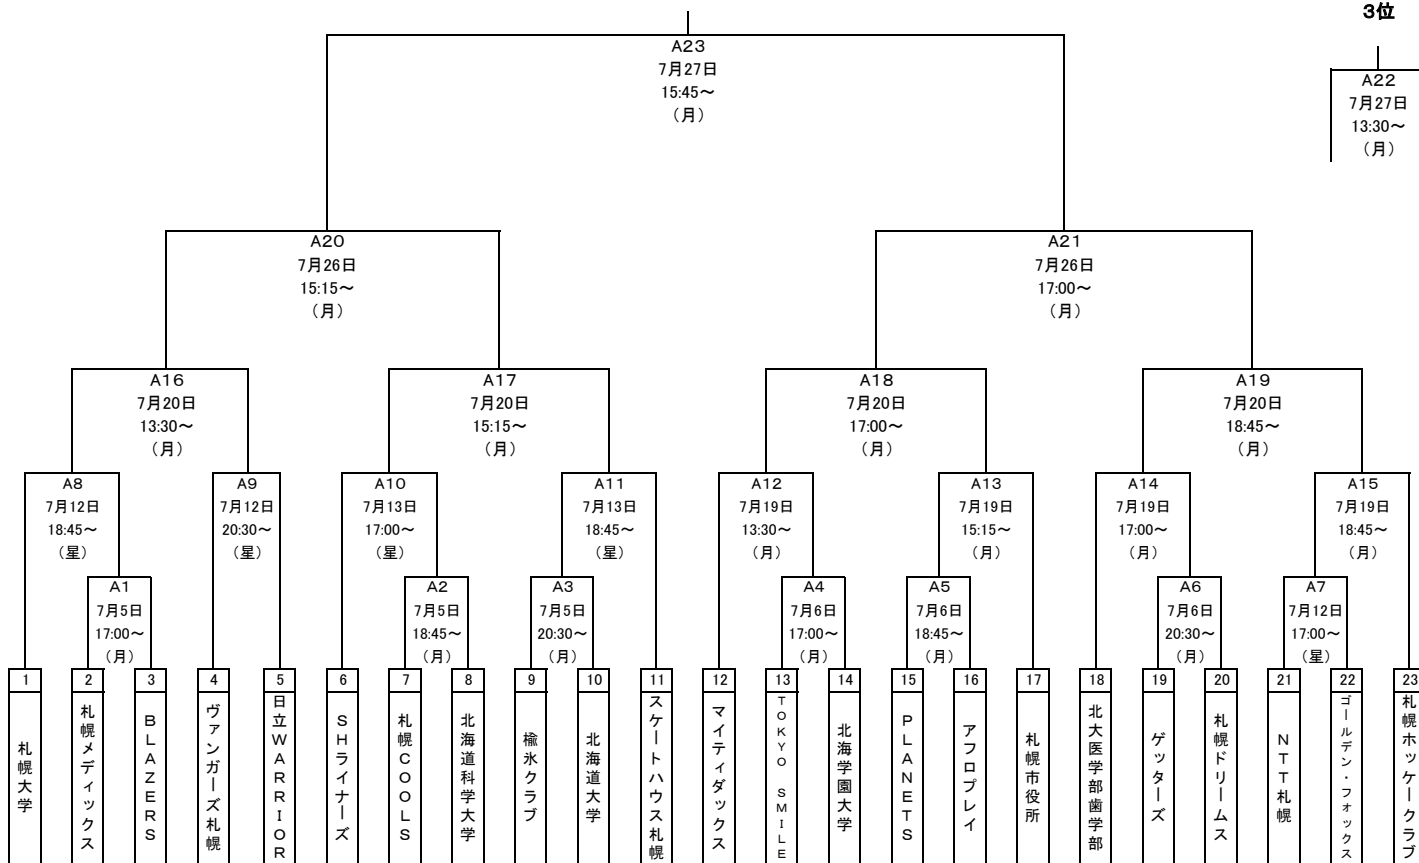 3位
A23
7月27日
15:45～
（月）
A22
7月27日
13:30～
（月）
A20
7月26日
15:15～
（月）
A21
7月26日
17:00～
（月）
A16
7月20日
13:30～
（月）
A17
7月20日
15:15～
（月）
A18
7月20日
17:00～
（月）
A19
7月20日
18:45～
（月）
A8
7月12日
18:45～
（星）
A9
7月12日
20:30～
（星）
A10
7月13日
17:00～
（星）
A11
7月13日
18:45～
（星）
A12
7月19日
13:30～
（月）
A13
7月19日
15:15～
（月）
A14
7月19日
17:00～
（月）
A15
7月19日
18:45～
（月）
A1
7月5日
17:00～
（月）
A2
7月5日
18:45～
（月）
A3
7月5日
20:30～
（月）
A4
7月6日
17:00～
（月）
A5
7月6日
18:45～
（月）
A6
7月6日
20:30～
（月）
A7
7月12日
17:00～
（星）
1
札幌大学
2
札幌メディックス
3
BLAZERS
4
ヴァンガーズ札幌
5
日立WARRIOR
6
SHライナーズ
7
札幌COOLS
8
北海道科学大学
9
楡氷クラブ
10
北海道大学
11
スケートハウス札幌
12
マイティダックス
13
TOKYO SMILE
14
北海学園大学
15
PLANETS
16
アフロプレイ
17
札幌市役所
18
北大医学部歯学部
19
ゲッターズ
20
札幌ドリームス
21
NTT札幌
22
ゴールデン・フォックス
23
札幌ホッケークラブ